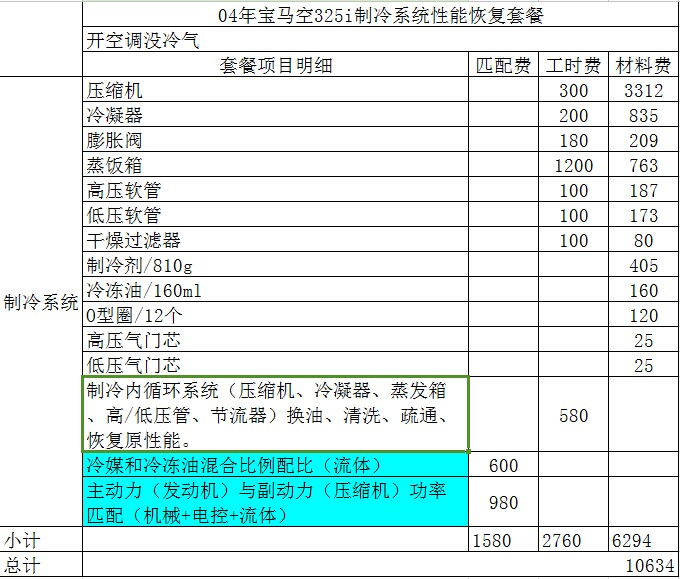 04年宝马空325i制冷系统性能恢复套餐
开空调没冷气
套餐项目明细 匹配费 工时费 材料费
压缩机 300 3312
冷凝器 200 835
膨胀阀 180 209
蒸饭箱 1200 763
高压软管 100 187
低压软管 100 173
干燥过滤器 100 80
制冷剂/810g 405
制冷系统
冷冻油/160ml 160
O型圈/12个 120
高压气门芯 25
低压气门芯 25
制冷内循环系统（压缩机、冷凝器、蒸发箱
、高/低压管、节流器）换油、清洗、疏通、 580
恢复原性能。
冷媒和冷冻油混合比例配比（流体） 600
主动力（发动机）与副动力（压缩机）功率
匹配（机械+电控+流体） 980
小计 1580 2760 6294
总计 10634